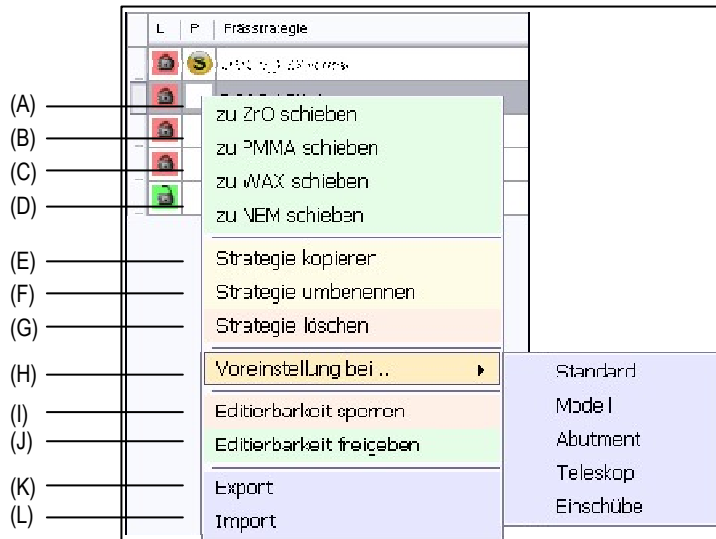 L P Frässtrategie
S
(A) zu ZrO schieben
(B) zu PMMA schieben
(C) zu WAX schieben
(D) zu NEM schieben
(E) Strategie kopieren
(F) Strategie umbenennen
(G) Strategie löschen
(H) Voreinstellung bei .. Standard
(I) Editierbarkeit sperren Modell
(J) Editierbarkeit freigeben Abutment
Teleskop
(K) Export Einschübe
(L) Import